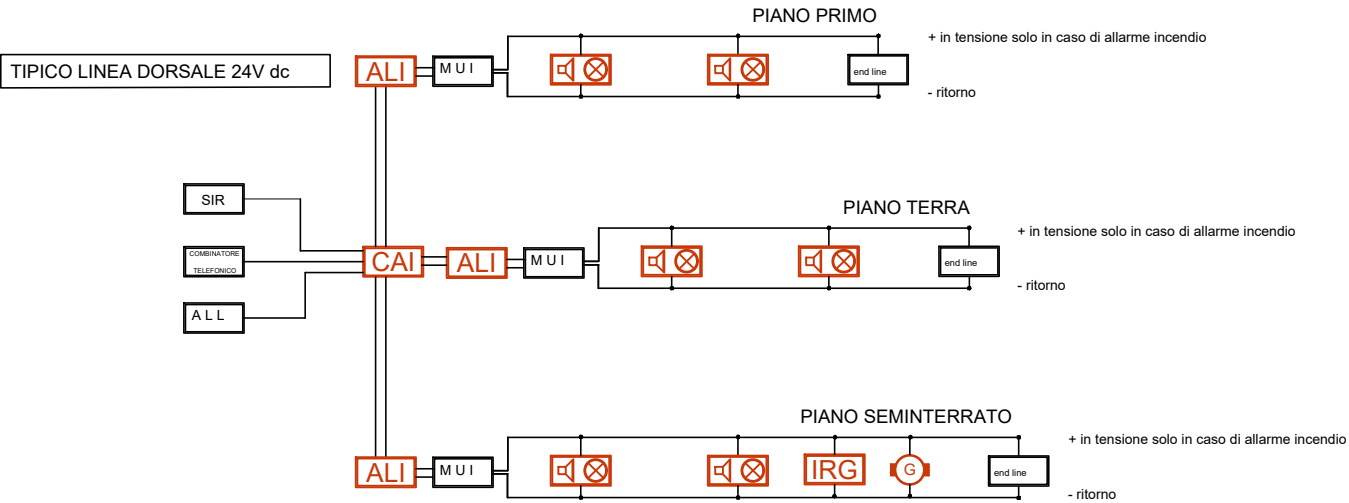 PIANO PRIMO
+ in tensione solo in caso di allarme incendio
TIPICO LINEA DORSALE 24V dc
ALI
M U I
end line
- ritorno
SIR
PIANO TERRA
+ in tensione solo in caso di allarme incendio
COMBINATORE
TELEFONICO
CAI
ALI
M U I
end line
- ritorno
A L L
PIANO SEMINTERRATO
+ in tensione solo in caso di allarme incendio
ALI
M U I
IRG
G
end line
- ritorno